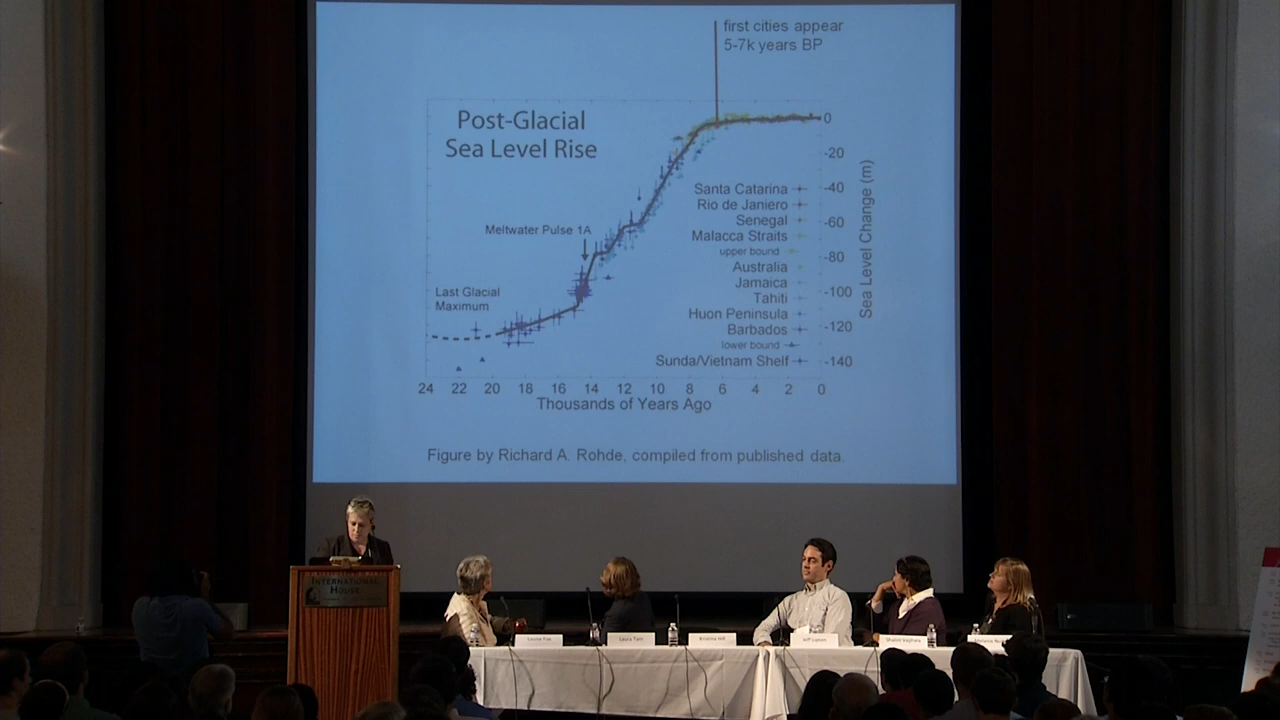 first cities appear
5-7k years BP
Post-Glacial
Sea Level Rise
0
-20
-40
-60
-80
-100
-120
-140
Sea Level Change (m)
Santa Catarina
Rio de Janiero
Senegal
Malacca Straits
upper bound
Australia
Jamaica
Tahiti
Huon Peninsula
Barbados
lower bound
Sunda/Vietnam Shelf
Meltwater Pulse 1A
Last Glacial
Maximum
24 22 20 18 16 14 12 10 8 6 4 2 0
Thousands of Years Ago
Figure by Richard A. Rohde, compiled from published data.
INTERNATIONAL
HOUSE
Louise Fox
Laura Tam
Kristina Hill